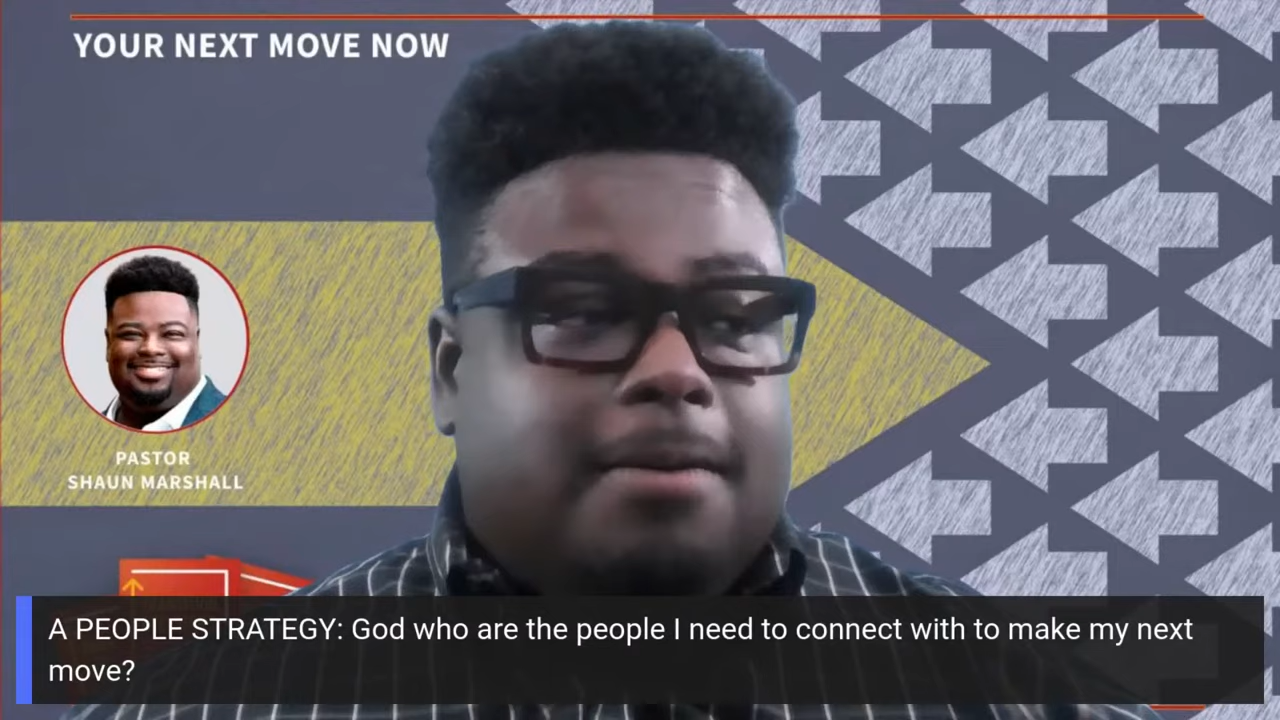 YOUR NEXT MOVE NOW
PASTOR
SHAUN MARSHALL
A PEOPLE STRATEGY: God who are the people I need to connect with to make my next
move?